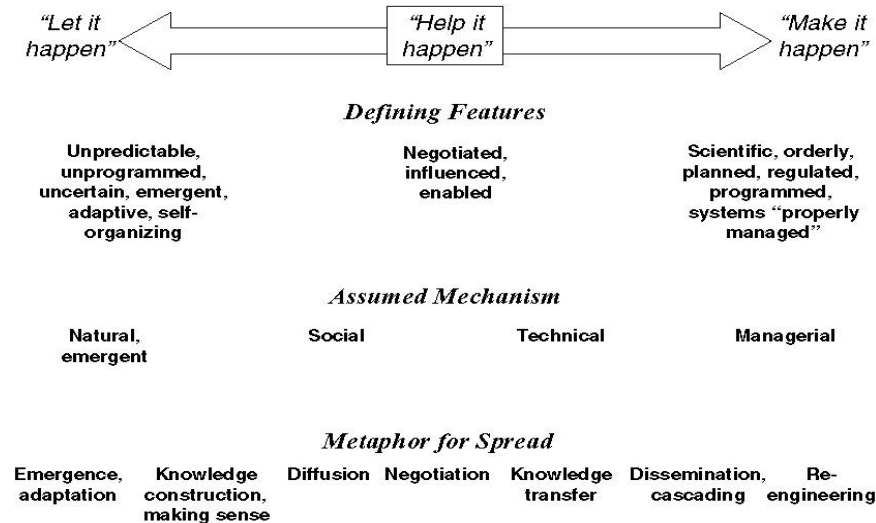 “Let it
happen”
“Help it
happen”
“Make it
happen”
Defining Features
Unpredictable,
unprogrammed,
uncertain, emergent,
adaptive, self-
organizing
Negotiated,
influenced,
enabled
Scientific, orderly,
planned, regulated,
programmed,
systems “properly
managed”
Assumed Mechanism
Natural,
emergent
Social
Technical
Managerial
Metaphor for Spread
Emergence,
adaptation
Knowledge
construction,
making sense
Diffusion
Negotiation
Knowledge
transfer
Dissemination,
cascading
Re-
engineering